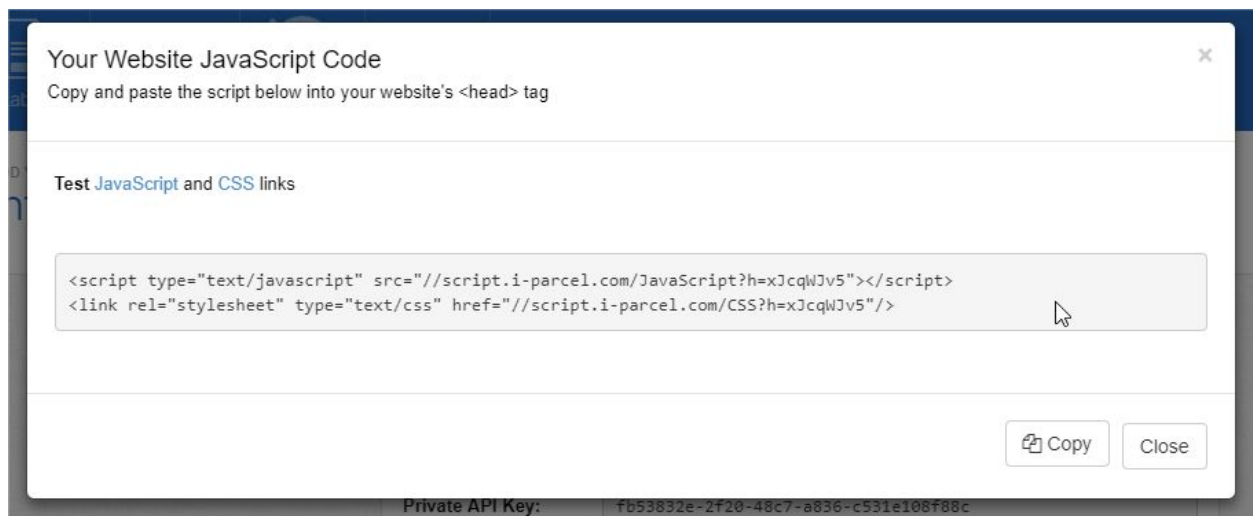 Your Website JavaScript Code
×
Copy and paste the script below into your website's <head> tag
Test JavaScript and CSS links
<script type="text/javascript" src="//script.i-parcel.com/JavaScript?h=xJcqWJv5"></script>
<link rel="stylesheet" type="text/css" href="//script.i-parcel.com/CSS?h=xJcqWJv5"/>
Copy
Close
Private API Key: fb53832e-2f20-48c7-a836-c531e108f88c